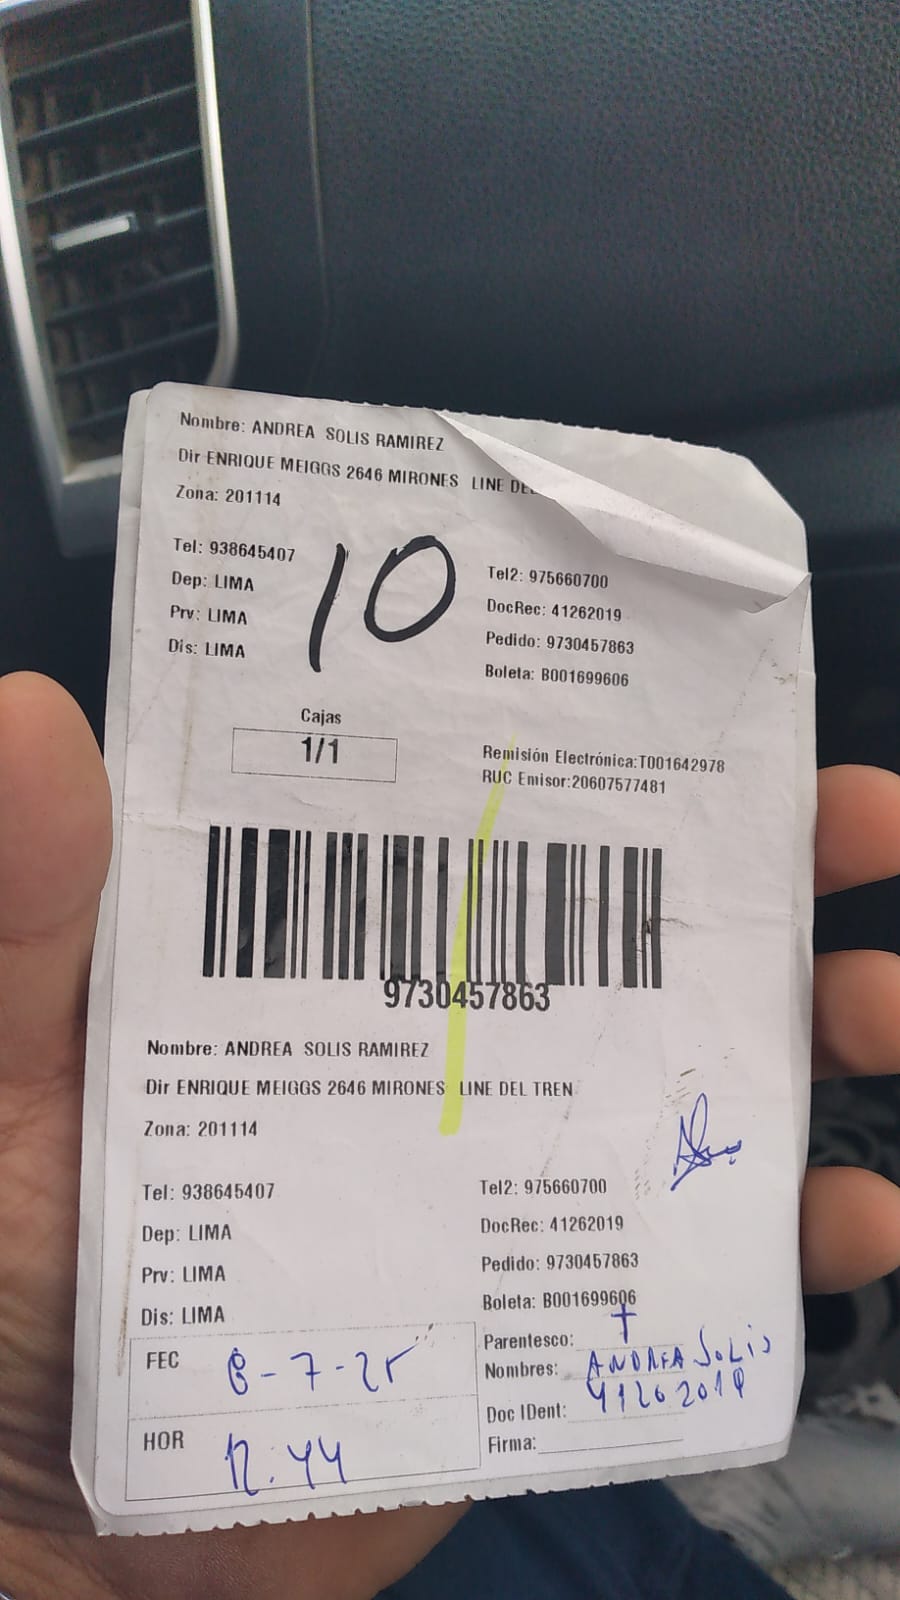 Nombre: ANDREA SOLIS RAMIREZ
Dir ENRIQUE MEIGGS 2646 MIRONES LINE DE
Zona: 201114
10
Tel: 938645407
Tel2: 975660700
Dep: LIMA
DocRec: 41262019
Prv: LIMA
Pedido: 9730457863
Dis: LIMA
Boleta: B001699606
Cajas
1/1
Remisión Electrónica:T001642978
RUC Emisor:20607577481
9730457863
Nombre: ANDREA SOLIS RAMIREZ
Dir ENRIQUE MEIGGS 2646 MIRONES LINE DEL TREN
Zona: 201114
Tel: 938645407
Tel2: 975660700
Dep: LIMA
DocRec: 41262019
Prv: LIMA
Pedido: 9730457863
Dis: LIMA
Boleta: B001699606
Parentesco:
FEC 8-7-25
Nombres: ANDREA SOLIS
Doc IDent: 41262019
HOR 12:44
Firma: